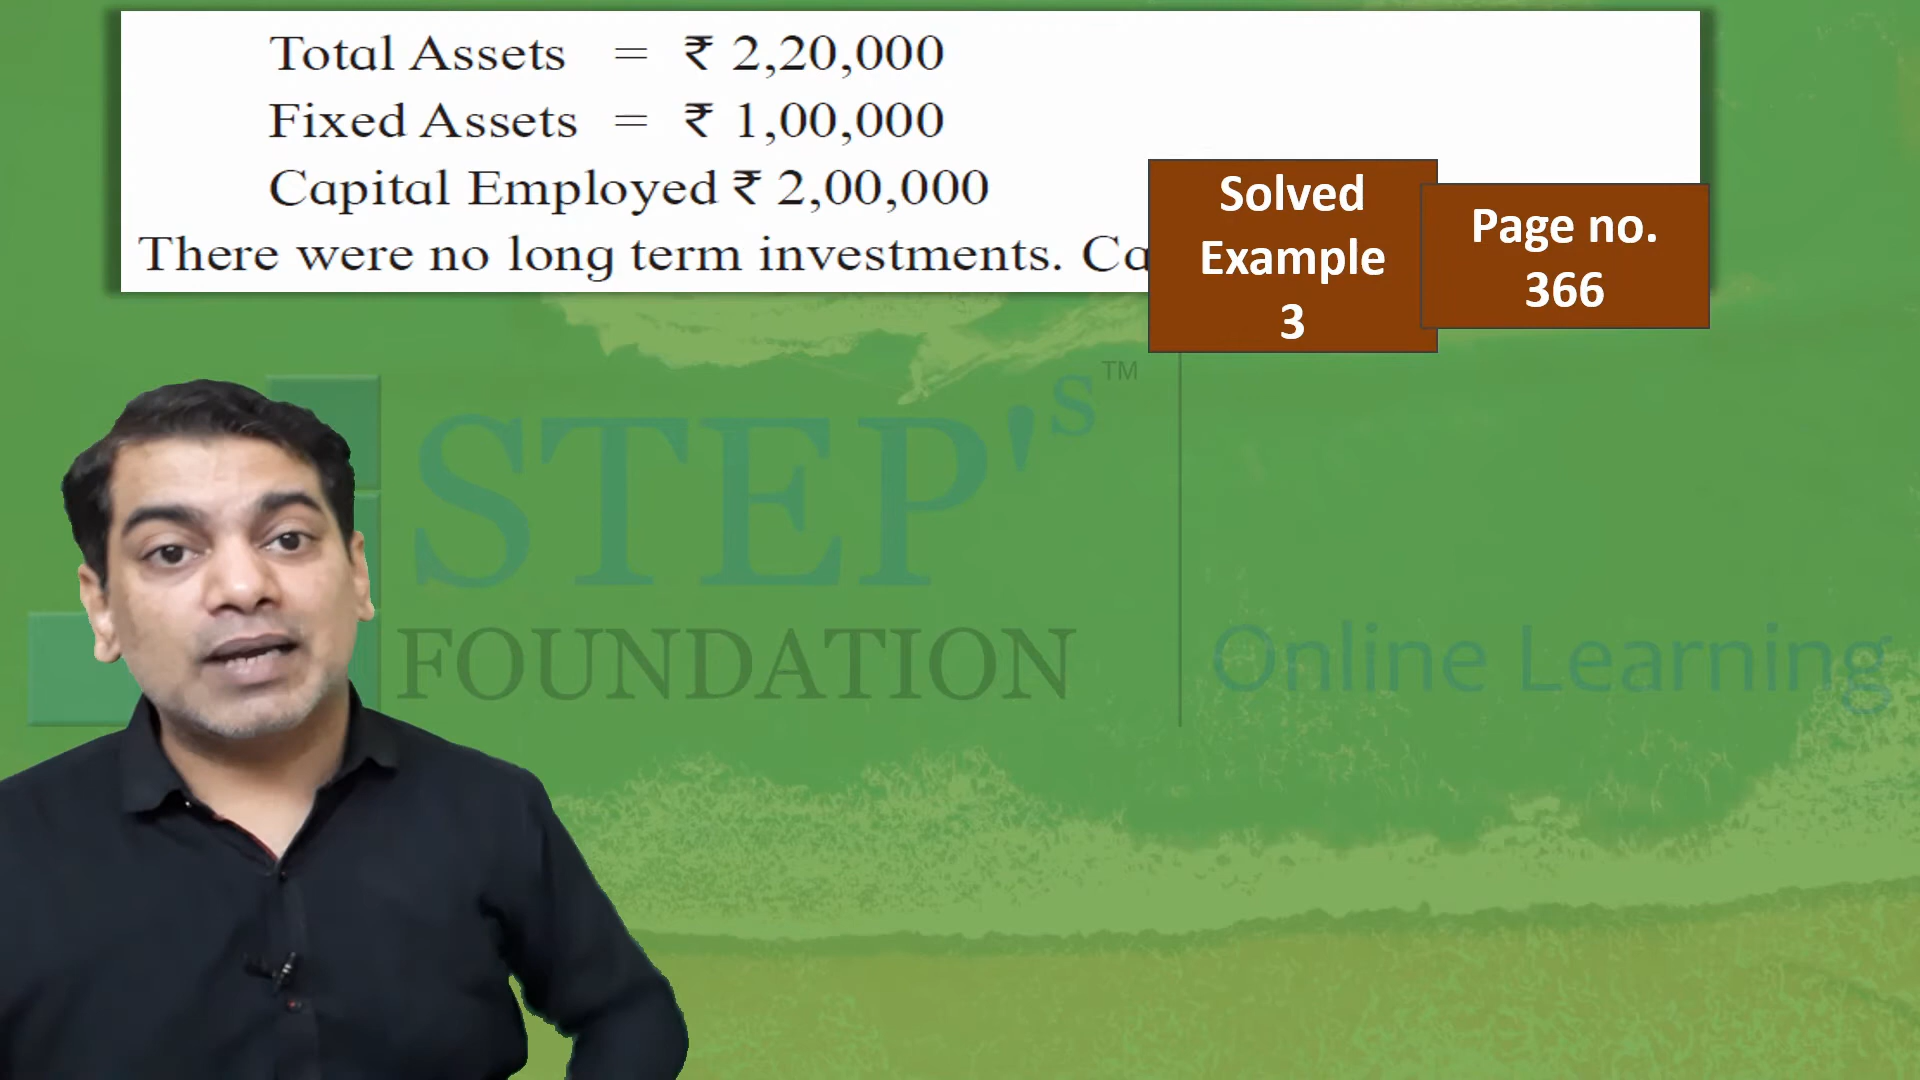 Total Assets = ₹ 2,20,000
Fixed Assets = ₹ 1,00,000
Capital Employed ₹ 2,00,000
There were no long term investments. Ca
Solved
Example
3
Page no.
366
STEP's™
FOUNDATION
Online Learning